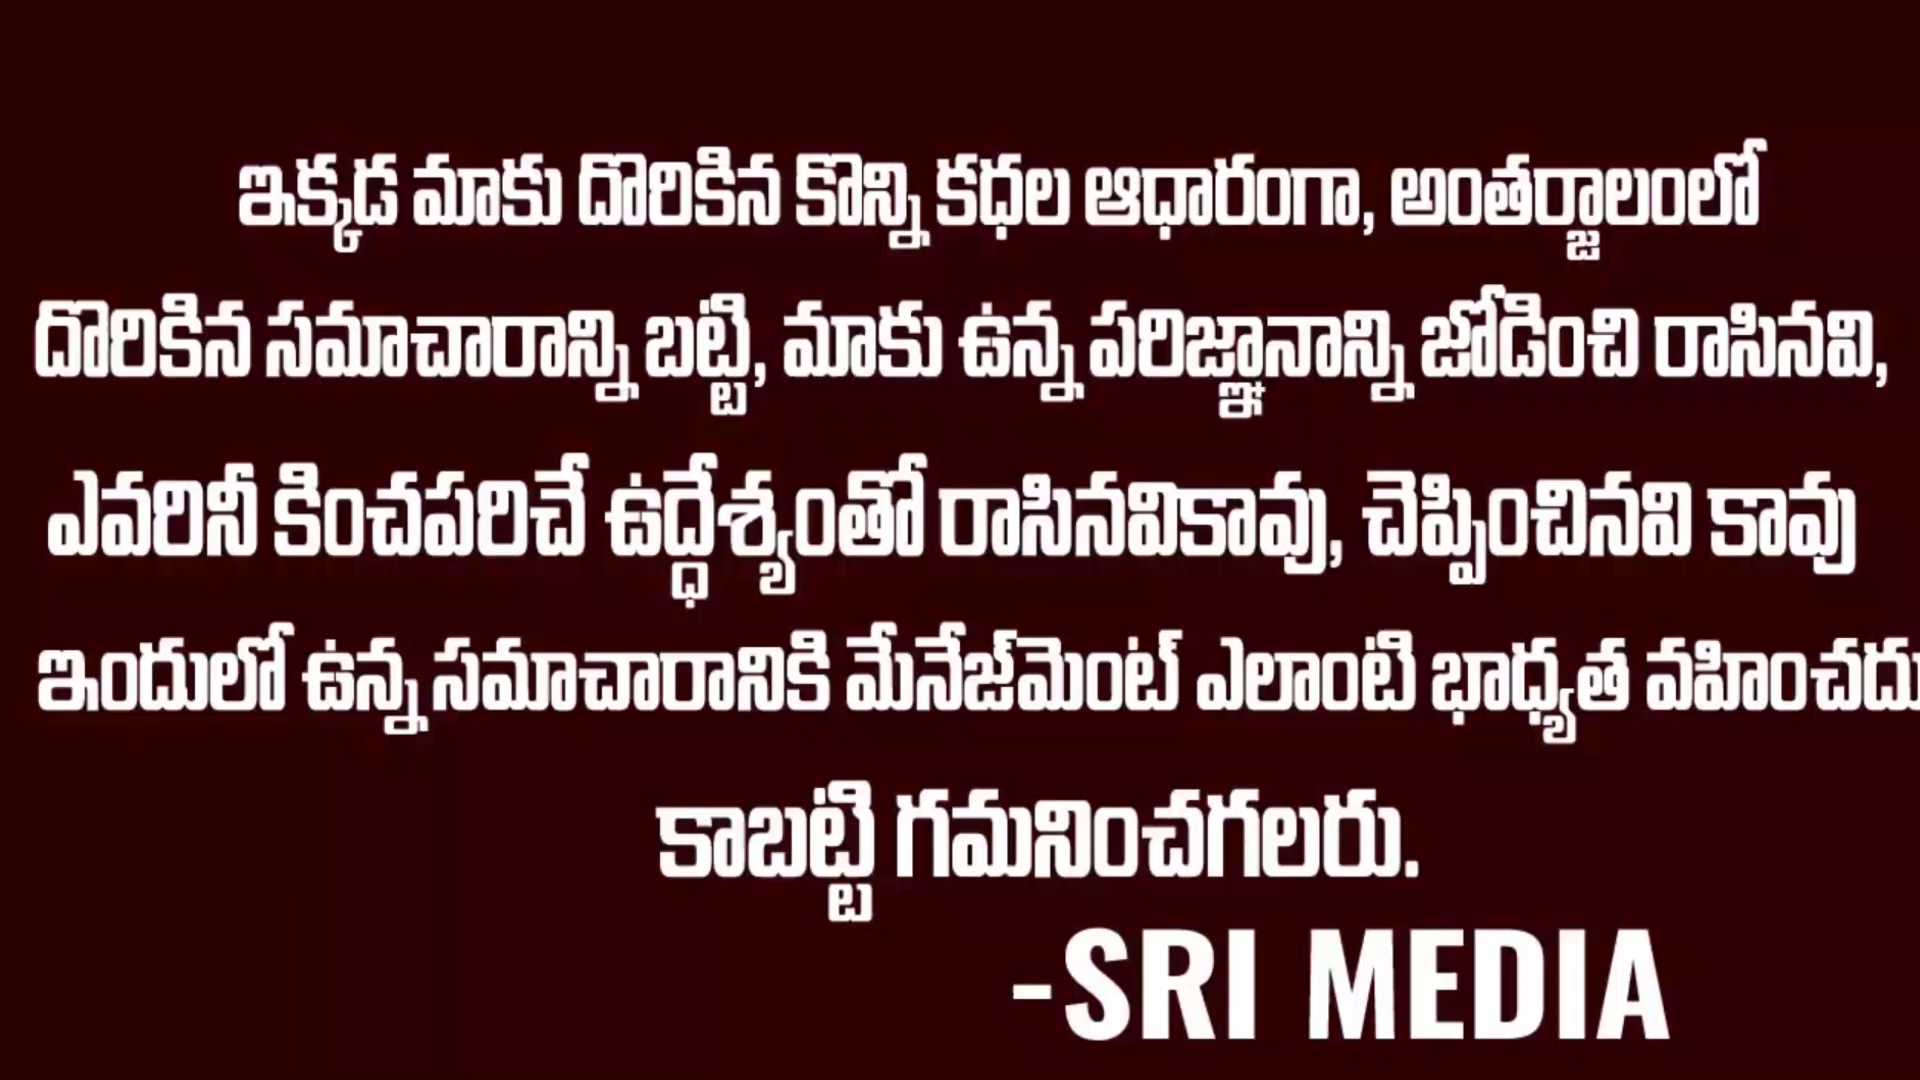 ఇక్కడ మాకు దొరికిన కొన్ని కధల ఆధారంగా, అంతర్జాలంలో
దొరికిన సమాచారాన్ని బట్టి, మాకు ఉన్న పరిజ్ఞానాన్ని జోడించి రాసినవి,
ఎవరినీ కించపరిచే ఉద్ధేశ్యంతో రాసినవికావు, చెప్పించినవి కావు
ఇందులో ఉన్న సమాచారానికి మేనేజ్‌మెంట్ ఎలాంటి భాధ్యత వహించదు
కాబట్టి గమనించగలరు.
-SRI MEDIA